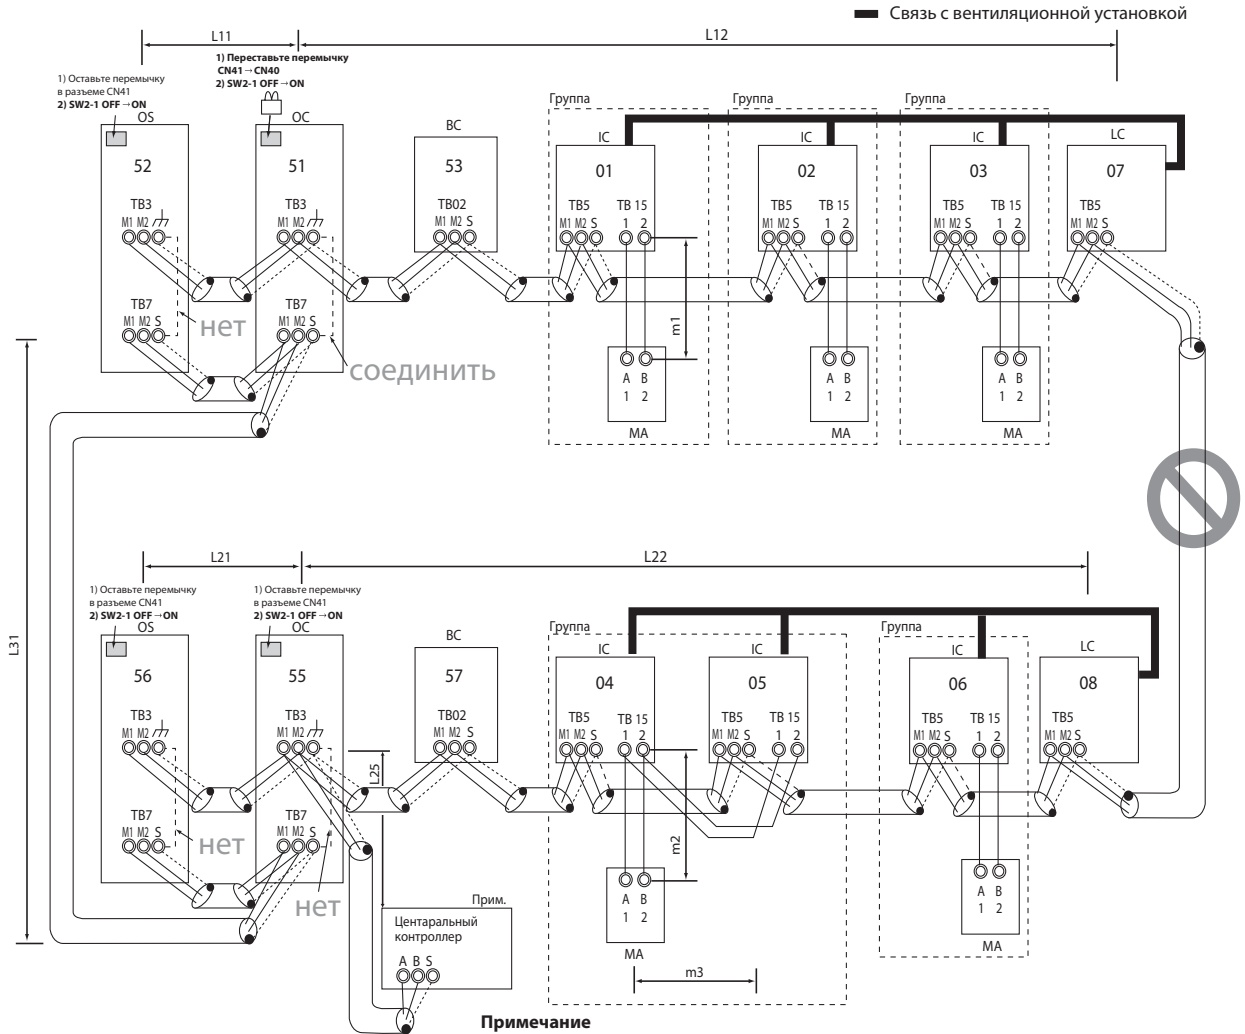 Связь с вентиляционной установкой
L11
L12
1) Оставьте перемычку
в разъеме CN41
2) SW2-1 OFF→ON
1) Переставьте перемычку
CN41→CN40
2) SW2-1 OFF→ON
OS
OC
BC
Группа
IC
Группа
IC
Группа
IC
LC
52
51
53
01
02
03
07
TB3
M1 M2
TB3
M1 M2
TB02
M1 M2 S
TB5
M1 M2 S
TB 15
1 2
TB5
M1 M2 S
TB 15
1 2
TB5
M1 M2 S
TB 15
1 2
TB5
M1 M2 S
TB7
M1 M2 S
нет
TB7
M1 M2 S
соединить
m1
A B
1 2
MA
A B
1 2
MA
A B
1 2
MA
L31
L21
L22
1) Оставьте перемычку
в разъеме CN41
2) SW2-1 OFF→ON
1) Оставьте перемычку
в разъеме CN41
2) SW2-1 OFF→ON
OS
OC
BC
Группа
IC
IC
Группа
IC
LC
56
55
57
04
05
06
08
TB3
M1 M2
TB3
M1 M2
TB02
M1 M2 S
TB5
M1 M2 S
TB 15
1 2
TB5
M1 M2 S
TB 15
1 2
TB5
M1 M2 S
TB 15
1 2
TB5
M1 M2 S
L25
TB7
M1 M2 S
нет
TB7
M1 M2 S
нет
m2
A B
1 2
MA
A B
1 2
MA
Прим.
Центаральный
контроллер
A B S
m3
Примечание